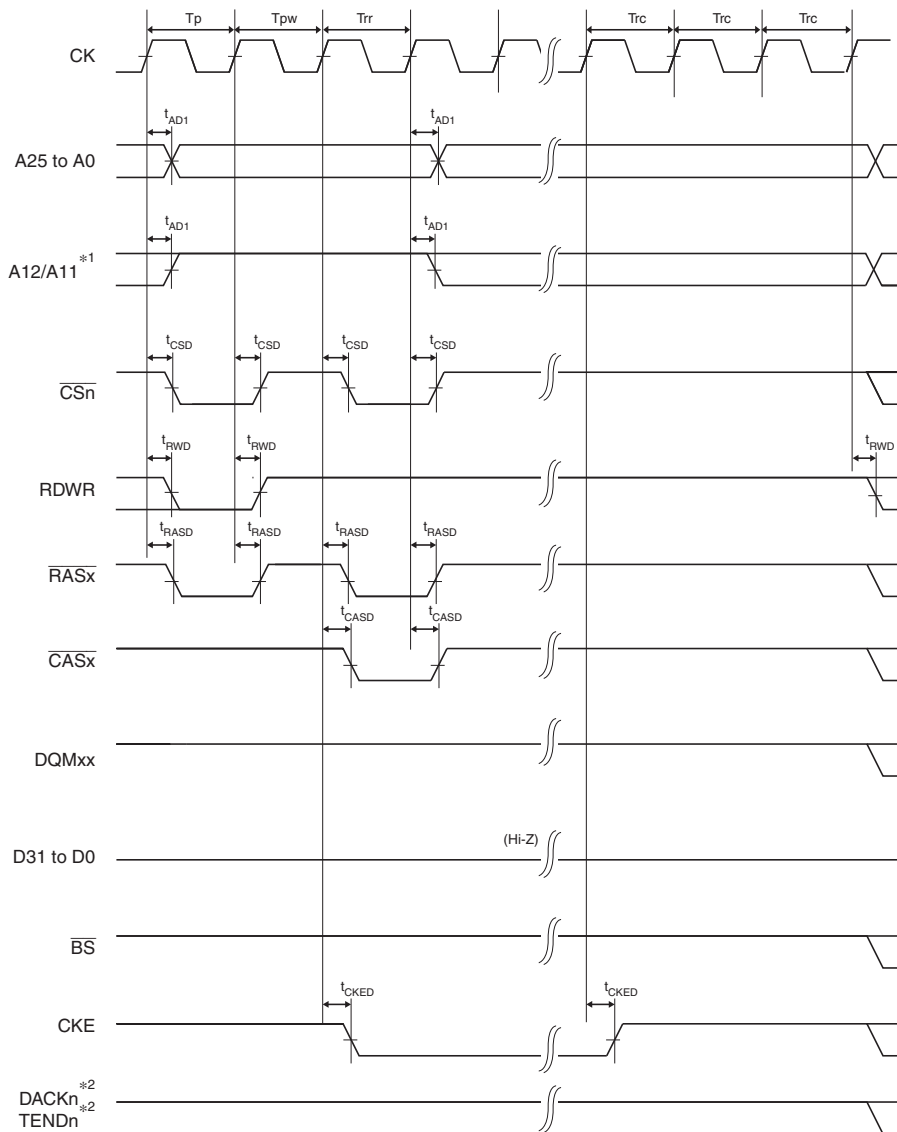 Tp Tpw Trr Trc Trc Trc
CK
tAD1 tAD1
A25 to A0
tAD1 tAD1
A12/A11*1
tCSD tCSD tCSD tCSD
CSn
tRWD tRWD tRWD
RDWR
tRASD tRASD tRASD tRASD
RASx
tCASD tCASD
CASx
DQMxx
(Hi-Z)
D31 to D0
BS
tCKED tCKED
CKE
DACKn*2
TENDn*2